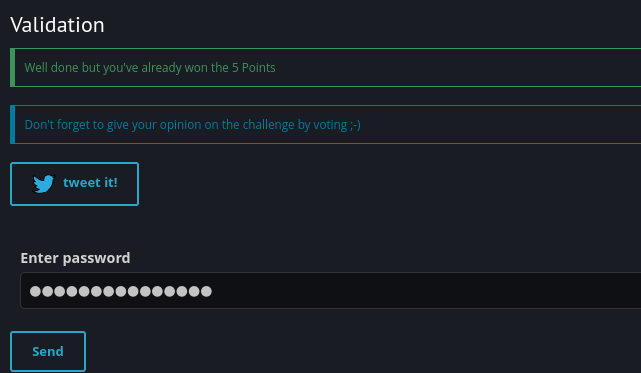 Validation
Well done but you've already won the 5 Points
Don't forget to give your opinion on the challenge by voting ;-)
tweet it!
Enter password
●●●●●●●●●●●●●●●
Send